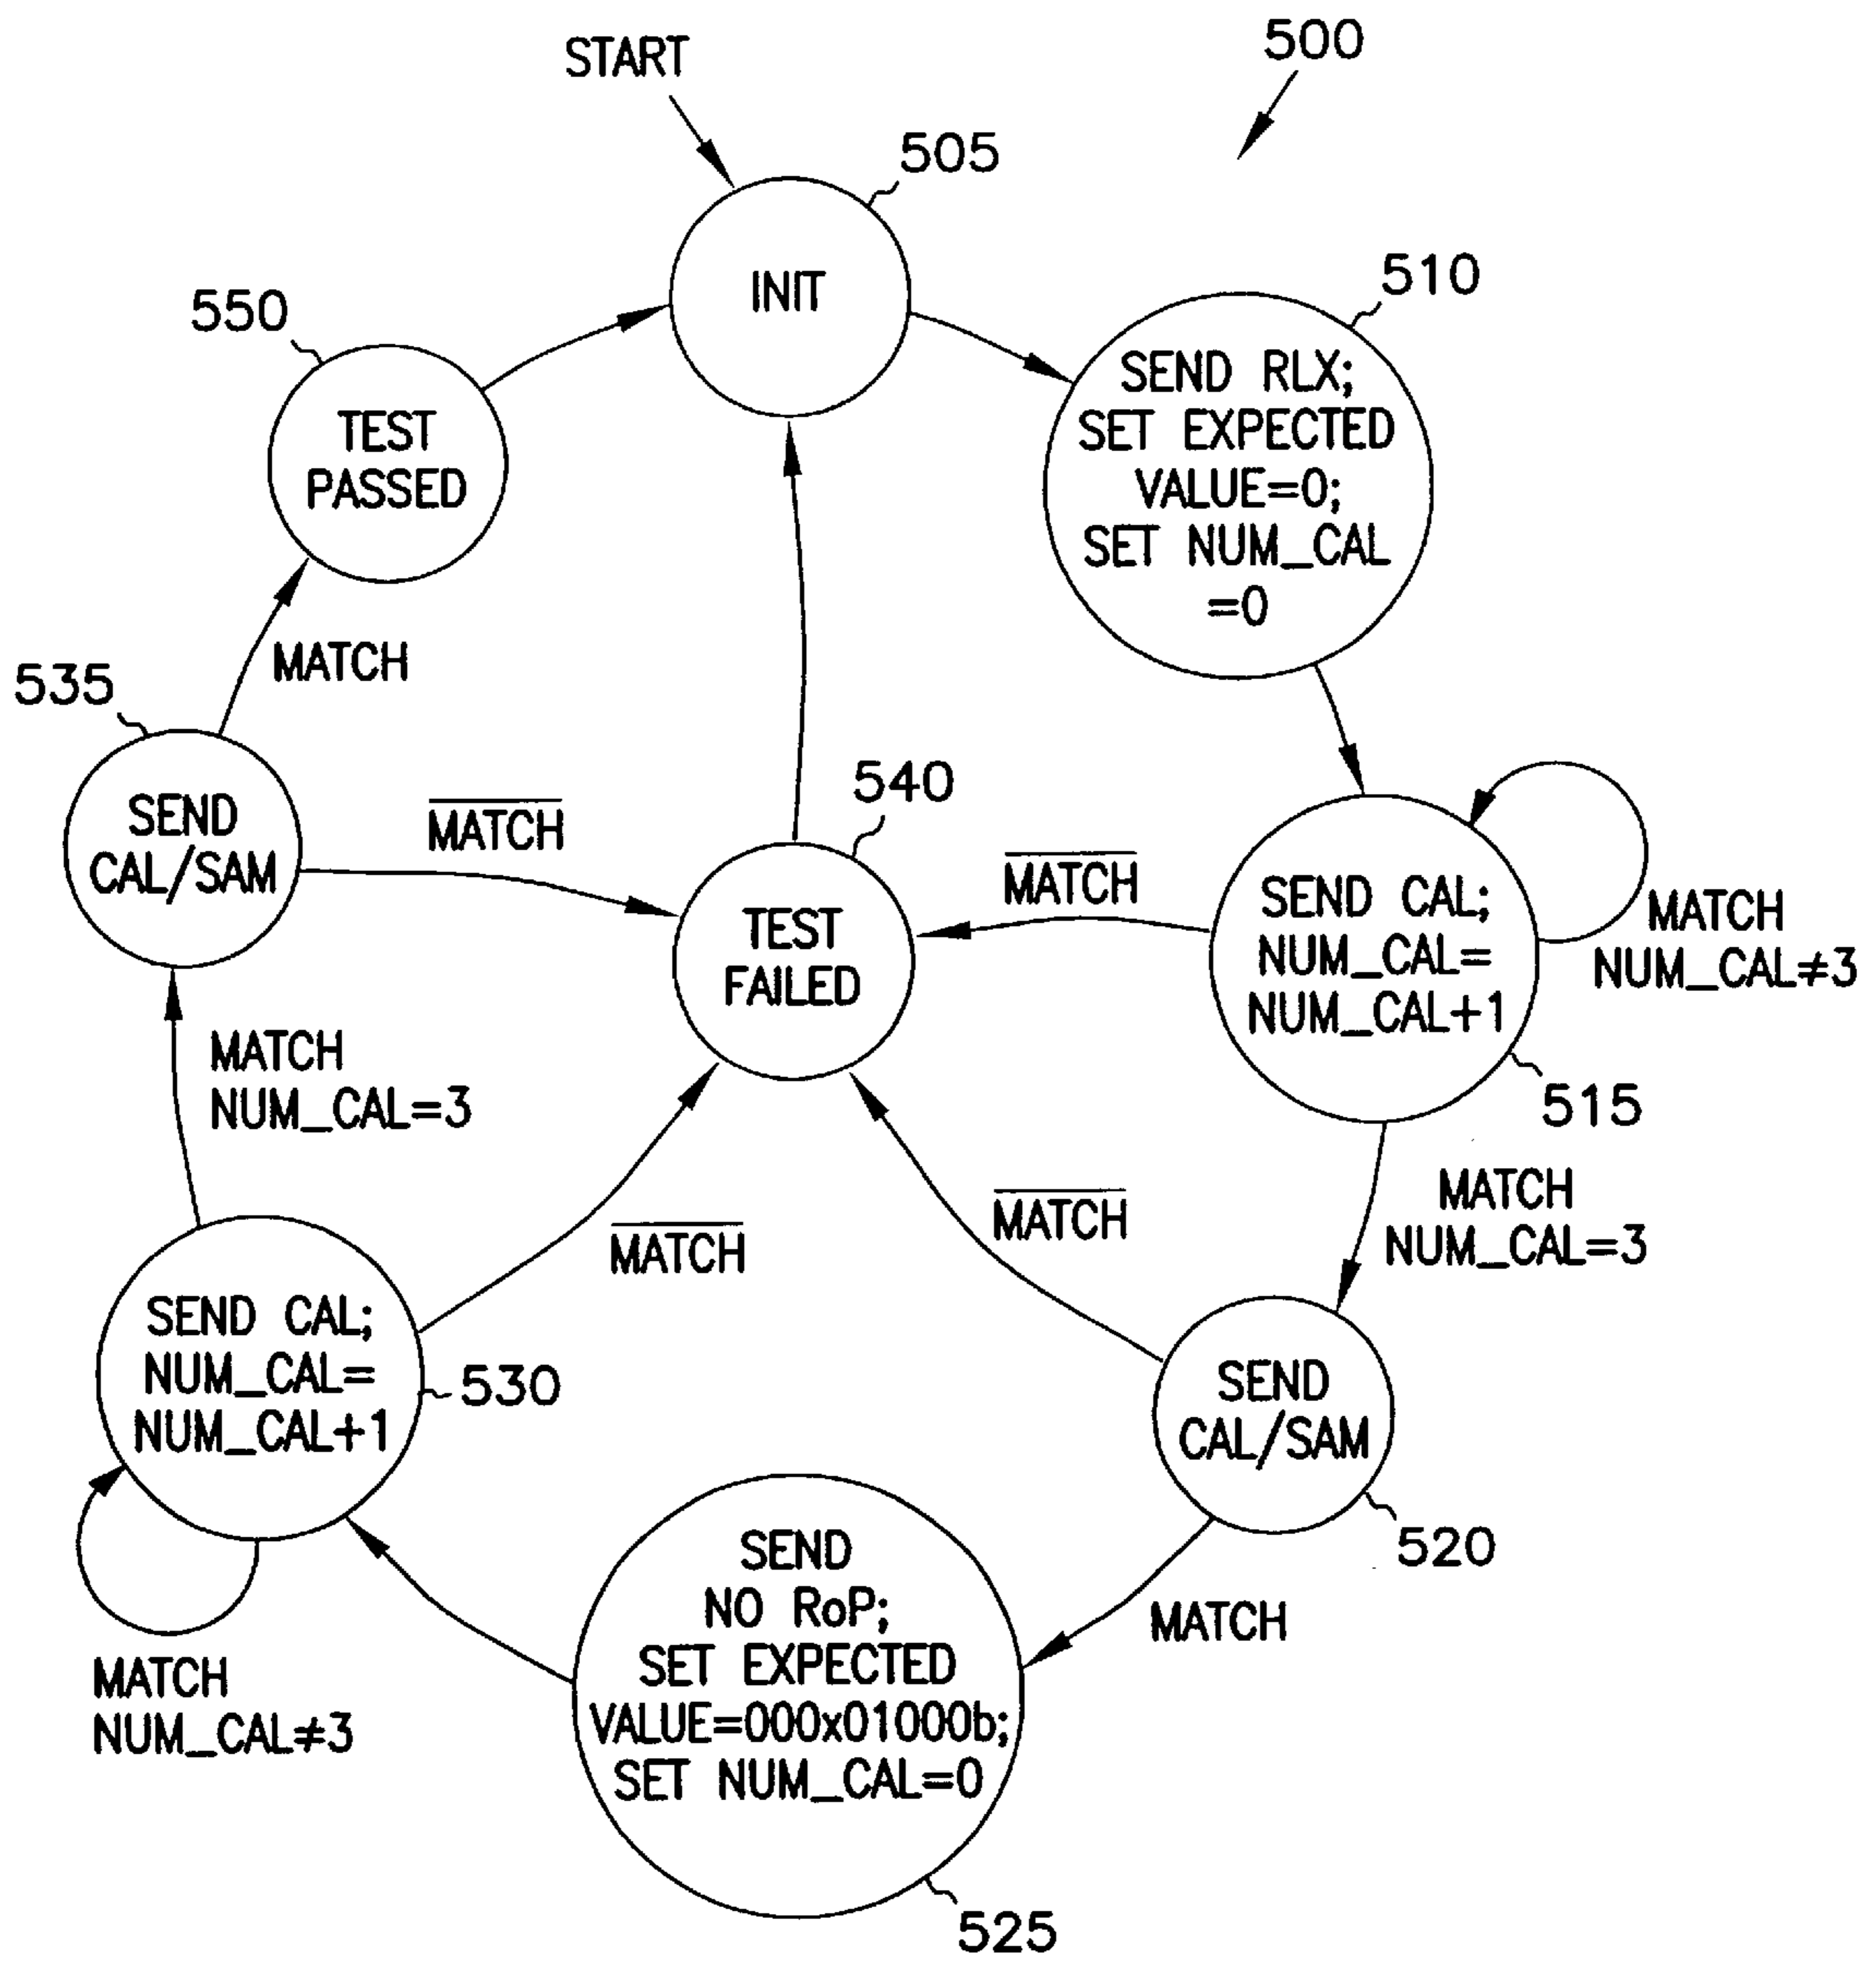 START
500
505
INIT
510
SEND RLX;
SET EXPECTED
VALUE=0;
SET NUM_CAL
=0
550
TEST
PASSED
MATCH
535
SEND
CAL/SAM
MATCH
540
TEST
FAILED
MATCH
SEND CAL;
NUM_CAL=
NUM_CAL+1
MATCH
NUM_CAL≠3
515
MATCH
NUM_CAL=3
MATCH
NUM_CAL=3
MATCH
MATCH
SEND CAL;
NUM_CAL=
NUM_CAL+1
530
SEND
CAL/SAM
520
MATCH
SEND
NO RoP;
SET EXPECTED
VALUE=000x01000b;
SET NUM_CAL=0
525
MATCH
NUM_CAL≠3